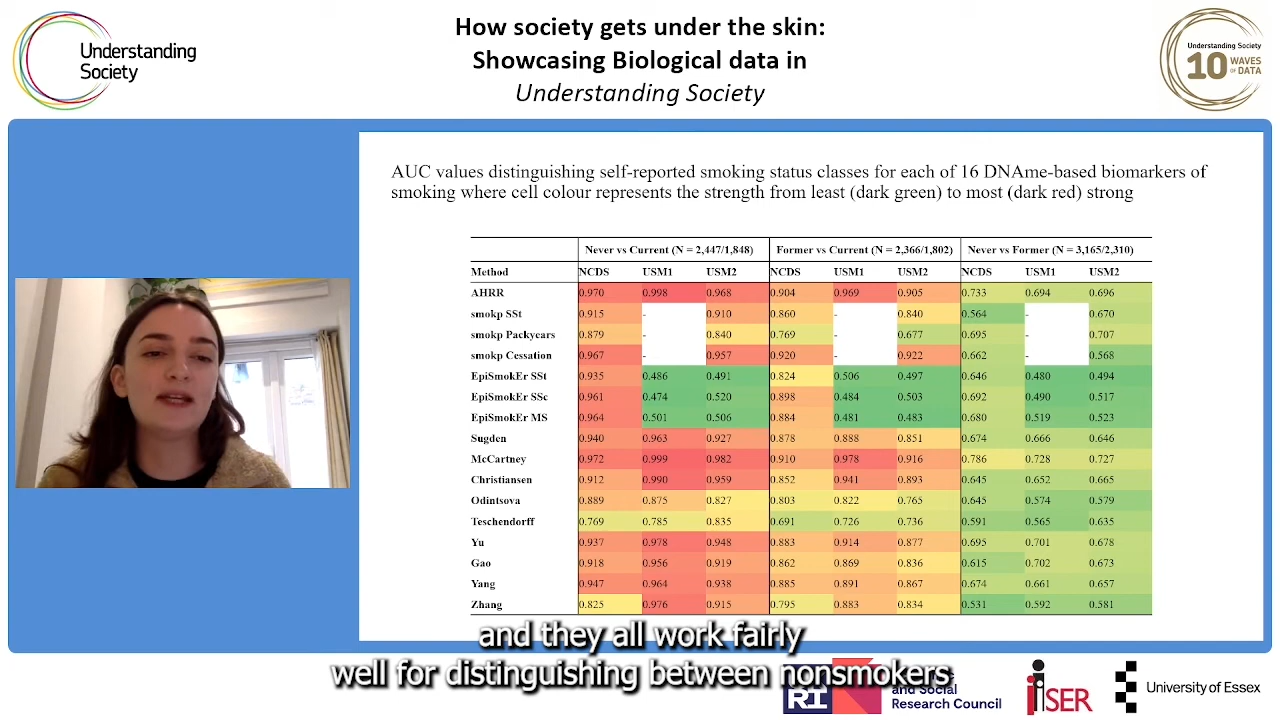 Understanding
Society
How society gets under the skin:
Showcasing Biological data in
Understanding Society
Understanding Society
10 WAVES OF DATA
AUC values distinguishing self-reported smoking status classes for each of 16 DNAme-based biomarkers of
smoking where cell colour represents the strength from least (dark green) to most (dark red) strong
Never vs Current (N = 2,447/1,848) Former vs Current (N = 2,366/1,802) Never vs Former (N = 3,165/2,310)
Method NCDS USM1 USM2 NCDS USM1 USM2 NCDS USM1 USM2
AHRR 0.970 0.998 0.968 0.904 0.969 0.905 0.733 0.694 0.696
smokp SSt 0.915 - 0.910 0.860 - 0.840 0.564 - 0.670
smokp Packyears 0.879 - 0.840 0.769 - 0.677 0.695 - 0.707
smokp Cessation 0.967 - 0.957 0.920 - 0.922 0.662 - 0.568
EpiSmokEr SSt 0.935 0.486 0.491 0.824 0.506 0.497 0.646 0.480 0.494
EpiSmokEr SSc 0.961 0.474 0.520 0.898 0.484 0.503 0.692 0.490 0.517
EpiSmokEr MS 0.964 0.501 0.506 0.884 0.481 0.483 0.680 0.519 0.523
Sugden 0.940 0.963 0.927 0.878 0.888 0.851 0.674 0.666 0.646
McCartney 0.972 0.999 0.982 0.910 0.978 0.916 0.786 0.728 0.727
Christiansen 0.912 0.990 0.959 0.852 0.941 0.893 0.645 0.652 0.665
Odintsova 0.889 0.875 0.827 0.803 0.822 0.765 0.645 0.574 0.579
Teschendorff 0.769 0.785 0.835 0.691 0.726 0.736 0.591 0.565 0.635
Yu 0.937 0.978 0.948 0.883 0.914 0.877 0.695 0.701 0.678
Gao 0.918 0.956 0.919 0.862 0.869 0.836 0.615 0.702 0.673
Yang 0.947 0.964 0.938 0.885 0.891 0.867 0.674 0.661 0.657
Zhang 0.825 0.976 0.915 0.795 0.883 0.834 0.531 0.592 0.581
and they all work fairly
well for distinguishing between nonsmokers
RI
and Social
Research Council
iSER
University of Essex